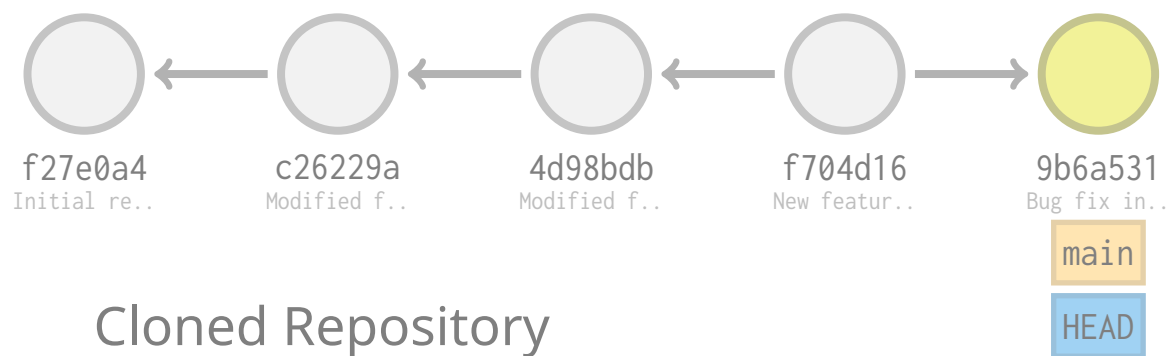 f27e0a4 c26229a 4d98bdb f704d16 9b6a531
Initial re.. Modified f.. Modified f.. New featur.. Bug fix in..
main
Cloned Repository
HEAD